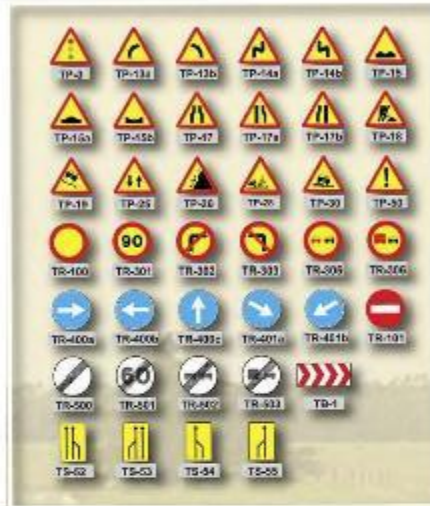 TP-3 TP-13a TP-13b TP-14a TP-14b TP-15
TP-15a TP-15b TP-17 TP-17a TP-17b TP-18
TP-19 TP-25 TP-26 TP-28 TP-30 TP-50
90
TR-100 TR-301 TR-302 TR-303 TR-305 TR-306
TR-400a TR-400b TR-400c TR-401a TR-401b TR-101
60
TR-500 TR-501 TR-502 TR-503 TB-1
TS-52 TS-53 TS-54 TS-55